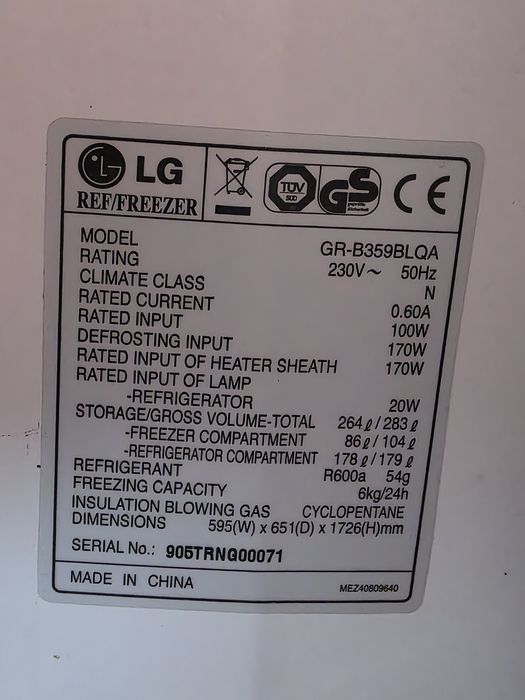 LG
REF/FREEZER
TÜV
SÜD
GS
geprüfte
Sicherheit
CE
MODEL GR-B359BLQA
RATING 230V~ 50Hz
CLIMATE CLASS N
RATED CURRENT 0.60A
RATED INPUT 100W
DEFROSTING INPUT 170W
RATED INPUT OF HEATER SHEATH 170W
RATED INPUT OF LAMP
-REFRIGERATOR 20W
STORAGE/GROSS VOLUME-TOTAL 264ℓ/283ℓ
-FREEZER COMPARTMENT 86ℓ/104ℓ
-REFRIGERATOR COMPARTMENT 178ℓ/179ℓ
REFRIGERANT R600a 54g
FREEZING CAPACITY 6kg/24h
INSULATION BLOWING GAS CYCLOPENTANE
DIMENSIONS 595(W) x 651(D) x 1726(H)mm
SERIAL No.: 905TRNG00071
MADE IN CHINA MEZ40809640